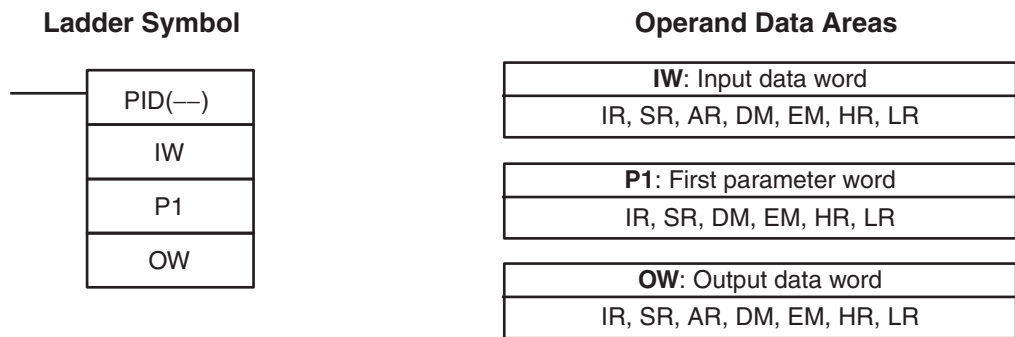 Ladder Symbol
PID(−−)
IW
P1
OW
Operand Data Areas
IW: Input data word
IR, SR, AR, DM, EM, HR, LR
P1: First parameter word
IR, SR, DM, EM, HR, LR
OW: Output data word
IR, SR, AR, DM, EM, HR, LR